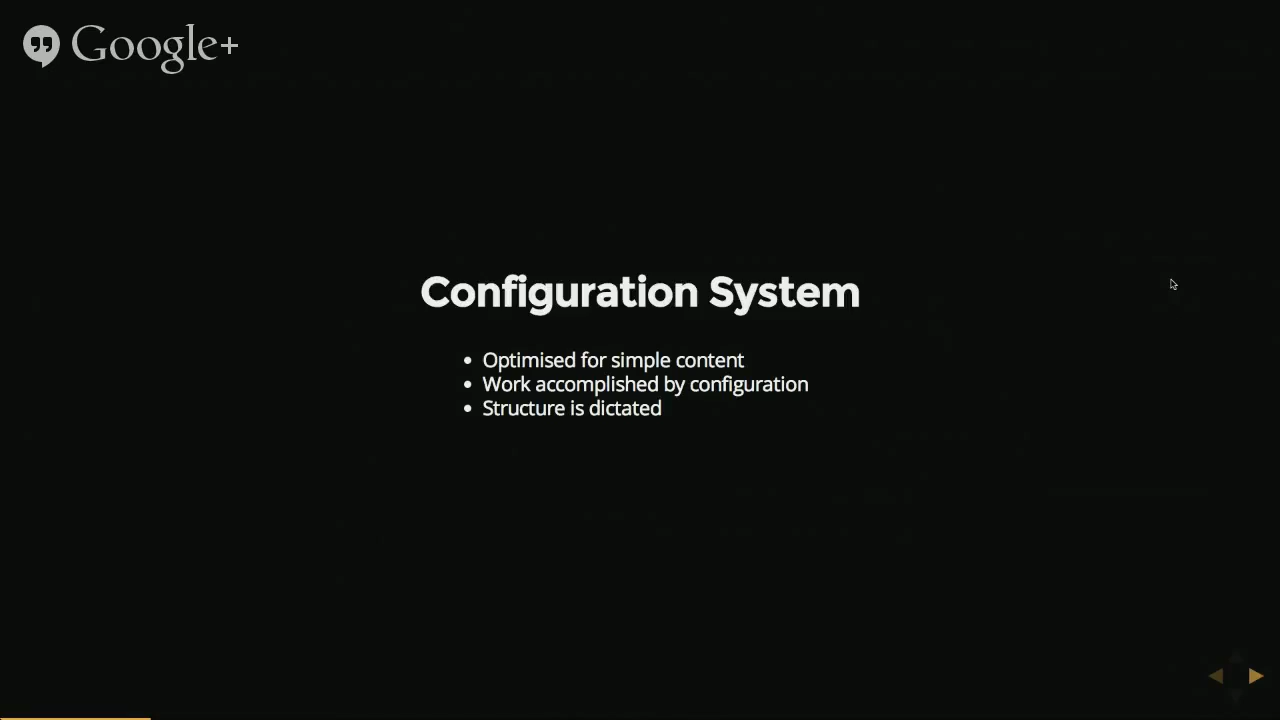 Google+
Configuration System
Optimised for simple content
Work accomplished by configuration
Structure is dictated